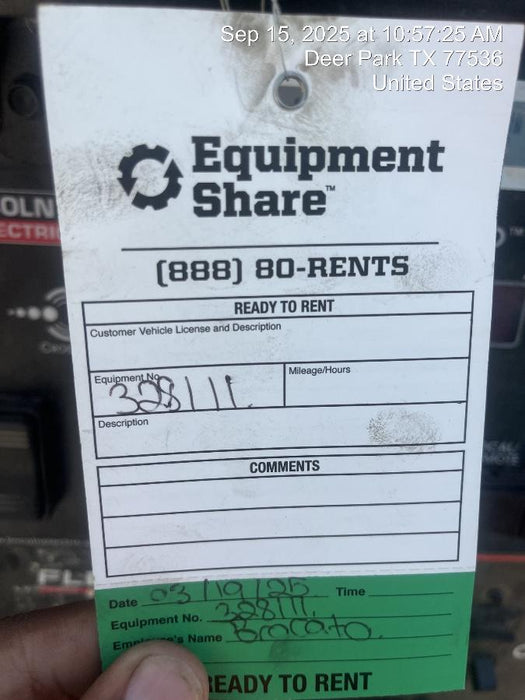 Sep 15, 2025 at 10:57:25 AM
Deer Park TX 77536
United States
Equipment
Share™
(888) 80-RENTS
READY TO RENT
Customer Vehicle License and Description
Equipment No. 328111
Mileage/Hours
Description
COMMENTS
Date 03/19/25 Time
Equipment No. 328111.
Employee's Name Brocato.
READY TO RENT